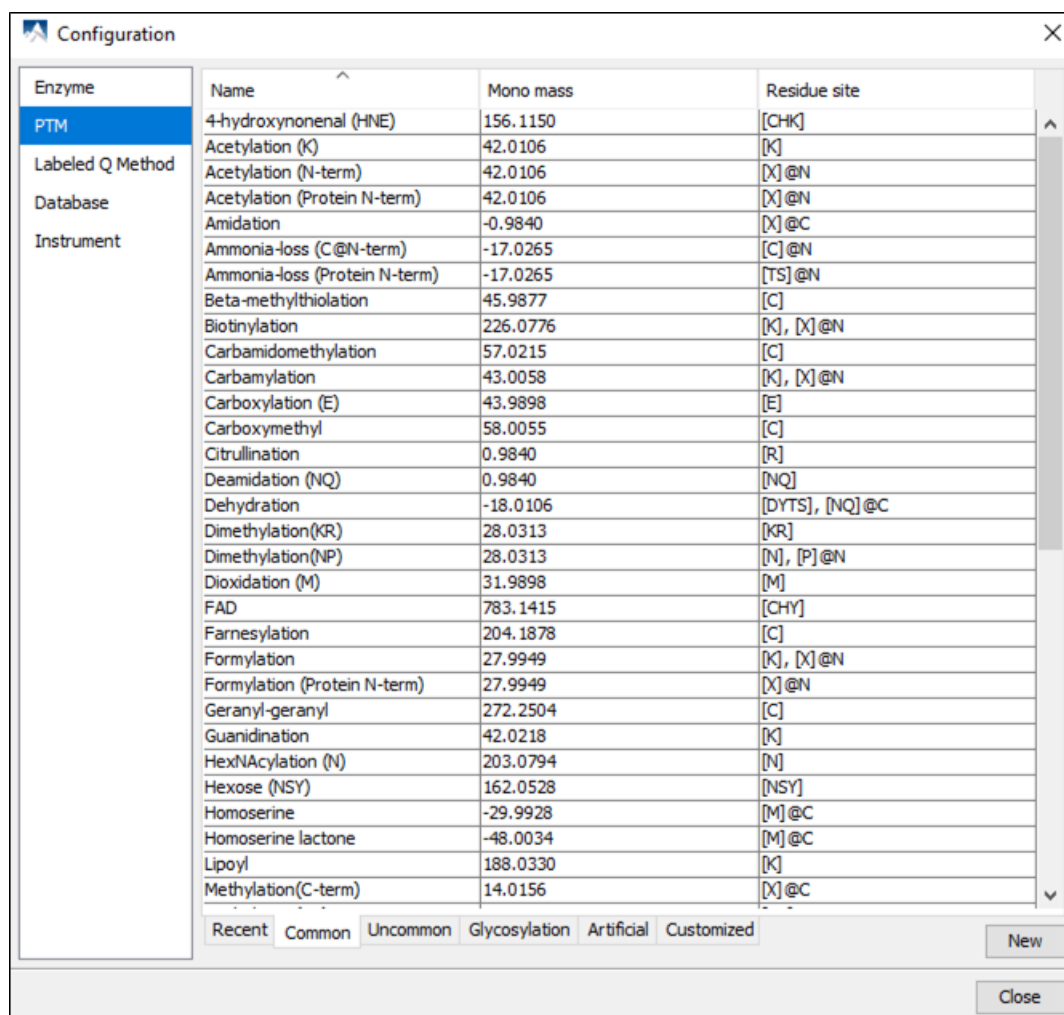 Configuration
Enzyme
PTM
Labeled Q Method
Database
Instrument
Name Mono mass Residue site
4-hydroxynonenal (HNE) 156.1150 [CHK]
Acetylation (K) 42.0106 [K]
Acetylation (N-term) 42.0106 [X]@N
Acetylation (Protein N-term) 42.0106 [X]@N
Amidation -0.9840 [X]@C
Ammonia-loss (C@N-term) -17.0265 [C]@N
Ammonia-loss (Protein N-term) -17.0265 [TS]@N
Beta-methylthiolation 45.9877 [C]
Biotinylation 226.0776 [K], [X]@N
Carbamidomethylation 57.0215 [C]
Carbamylation 43.0058 [K], [X]@N
Carboxylation (E) 43.9898 [E]
Carboxymethyl 58.0055 [C]
Citrullination 0.9840 [R]
Deamidation (NQ) 0.9840 [NQ]
Dehydration -18.0106 [DYTS], [NQ]@C
Dimethylation(KR) 28.0313 [KR]
Dimethylation(NP) 28.0313 [N], [P]@N
Dioxidation (M) 31.9898 [M]
FAD 783.1415 [CHY]
Farnesylation 204.1878 [C]
Formylation 27.9949 [K], [X]@N
Formylation (Protein N-term) 27.9949 [X]@N
Geranyl-geranyl 272.2504 [C]
Guanidination 42.0218 [K]
HexNAcylation (N) 203.0794 [N]
Hexose (NSY) 162.0528 [NSY]
Homoserine -29.9928 [M]@C
Homoserine lactone -48.0034 [M]@C
Lipoyl 188.0330 [K]
Methylation(C-term) 14.0156 [X]@C
Recent Common Uncommon Glycosylation Artificial Customized
New
Close